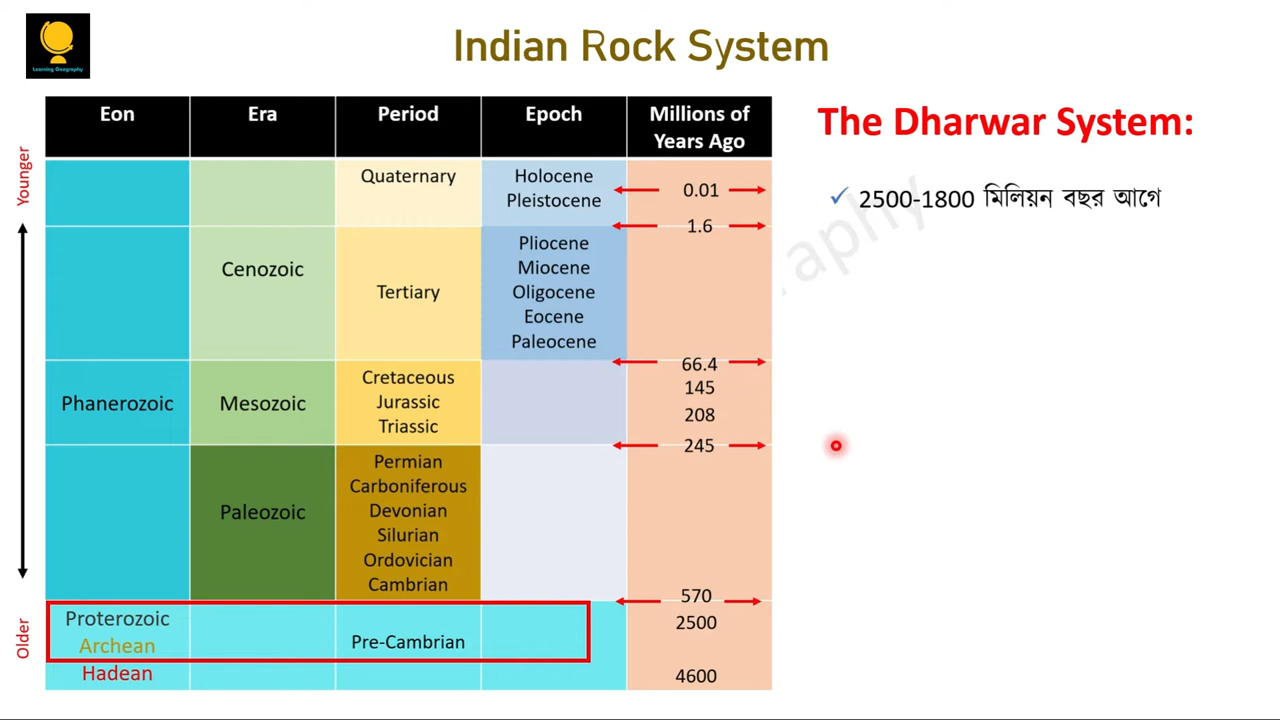 Learning Geography
Indian Rock System
Eon Era Period Epoch Millions of
Years Ago
Younger
Quaternary
Holocene
Pleistocene
0.01
1.6
Cenozoic
Tertiary
Pliocene
Miocene
Oligocene
Eocene
Paleocene
66.4
Phanerozoic
Mesozoic
Cretaceous
Jurassic
Triassic
145
208
245
Paleozoic
Permian
Carboniferous
Devonian
Silurian
Ordovician
Cambrian
570
Older
Proterozoic
Archean
Hadean
Pre-Cambrian
2500
4600
The Dharwar System:
2500-1800 মিলিয়ন বছর আগে
raphy